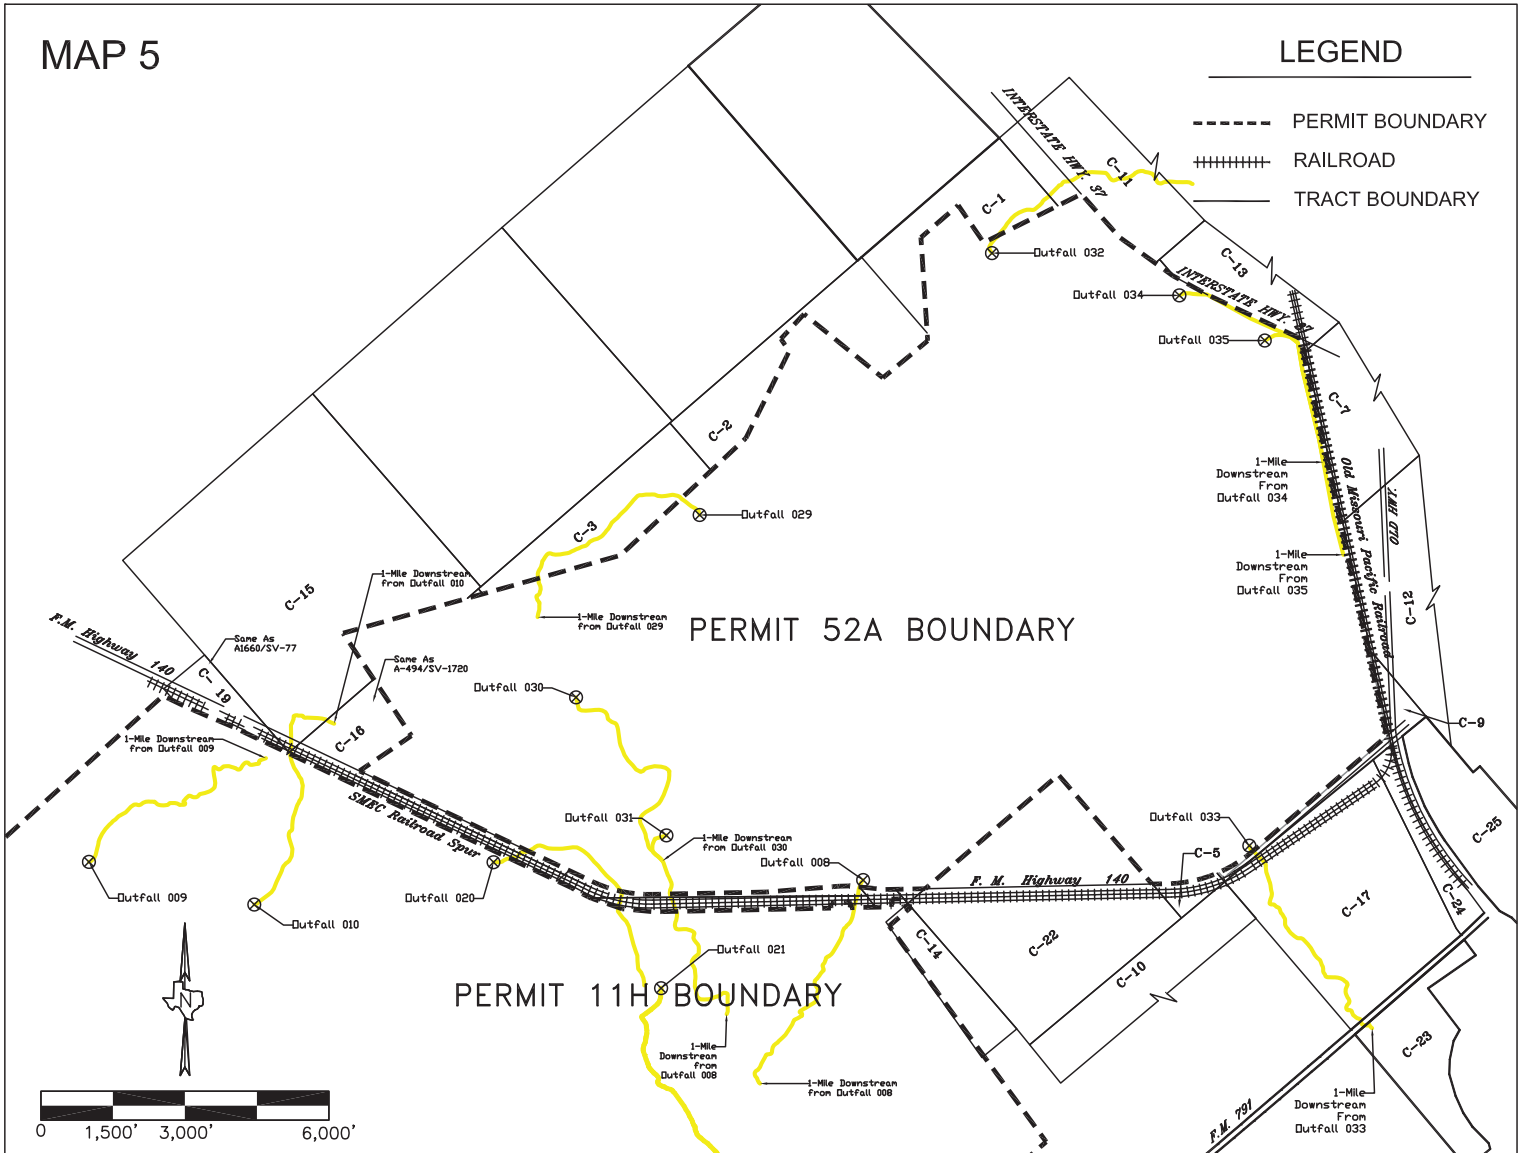 MAP 5
LEGEND
PERMIT BOUNDARY
RAILROAD
TRACT BOUNDARY
INTERSTATE HWY. 37
C-11
C-1
Outfall 032
C-13
INTERSTATE HWY. 37
Outfall 034
Outfall 035
C-7
C-2
1-Mile
Downstream
From
Outfall 034
Old Missouri Pacific Railroad
OLD HWY.
Outfall 029
C-3
1-Mile
Downstream
From
Outfall 035
1-Mile Downstream
from Outfall 010
C-15
C-12
1-Mile Downstream
from Outfall 029
PERMIT 52A BOUNDARY
F.M. Highway 140
Same As
A1660/SV-77
Same As
A-494/SV-1720
C- 19
Outfall 030
C-9
C-16
1-Mile Downstream
from Outfall 009
SMEC Railroad Spur
Outfall 031
Outfall 033
C-25
1-Mile Downstream
from Outfall 030
Outfall 008
C-5
F. M. Highway 140
Outfall 009
Outfall 020
C-17
C-24
Outfall 010
C-14
C-22
Outfall 021
C-10
PERMIT 11H BOUNDARY
N
C-23
1-Mile
Downstream
from
Outfall 008
1-Mile Downstream
from Outfall 008
1-Mile
Downstream
From
Outfall 033
F.M. 791
0 1,500' 3,000' 6,000'